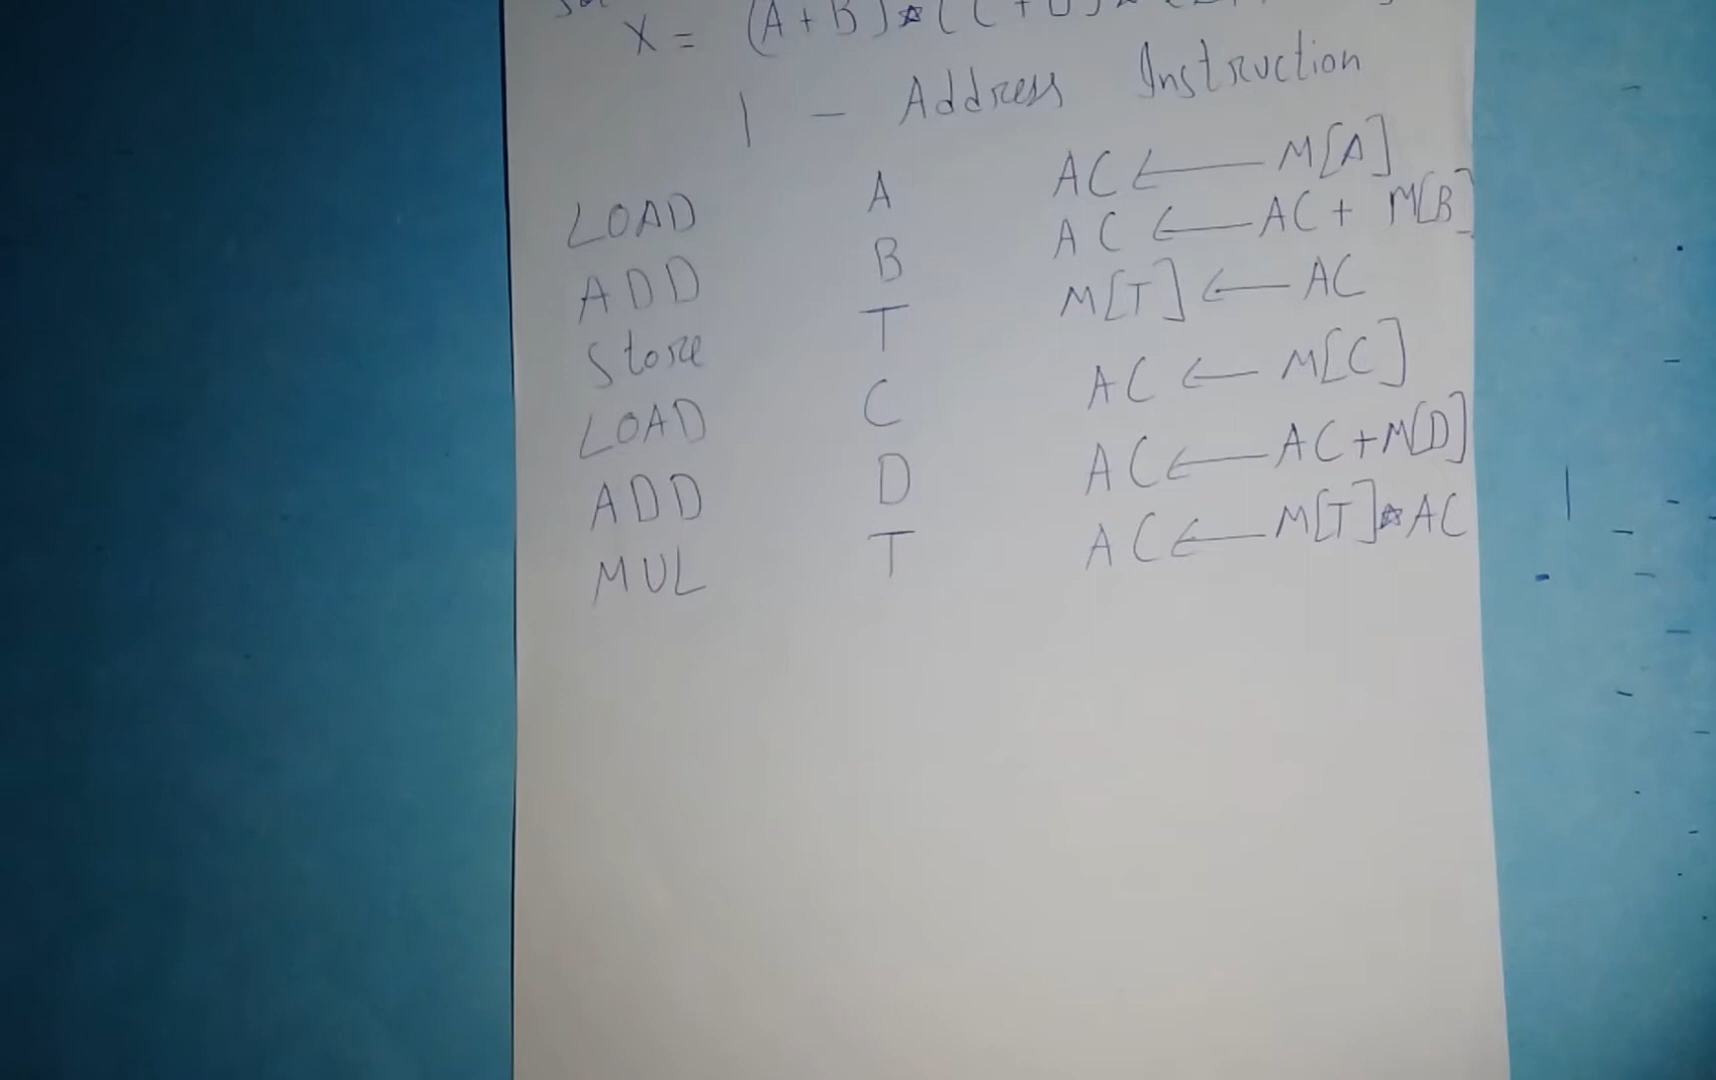 X = (A + B) * (C + D) *
1 - Address Instruction
LOAD A AC ← M[A]
ADD B AC ← AC + M[B]
Store T M[T] ← AC
LOAD C AC ← M[C]
ADD D AC ← AC + M[D]
MUL T AC ← M[T] * AC